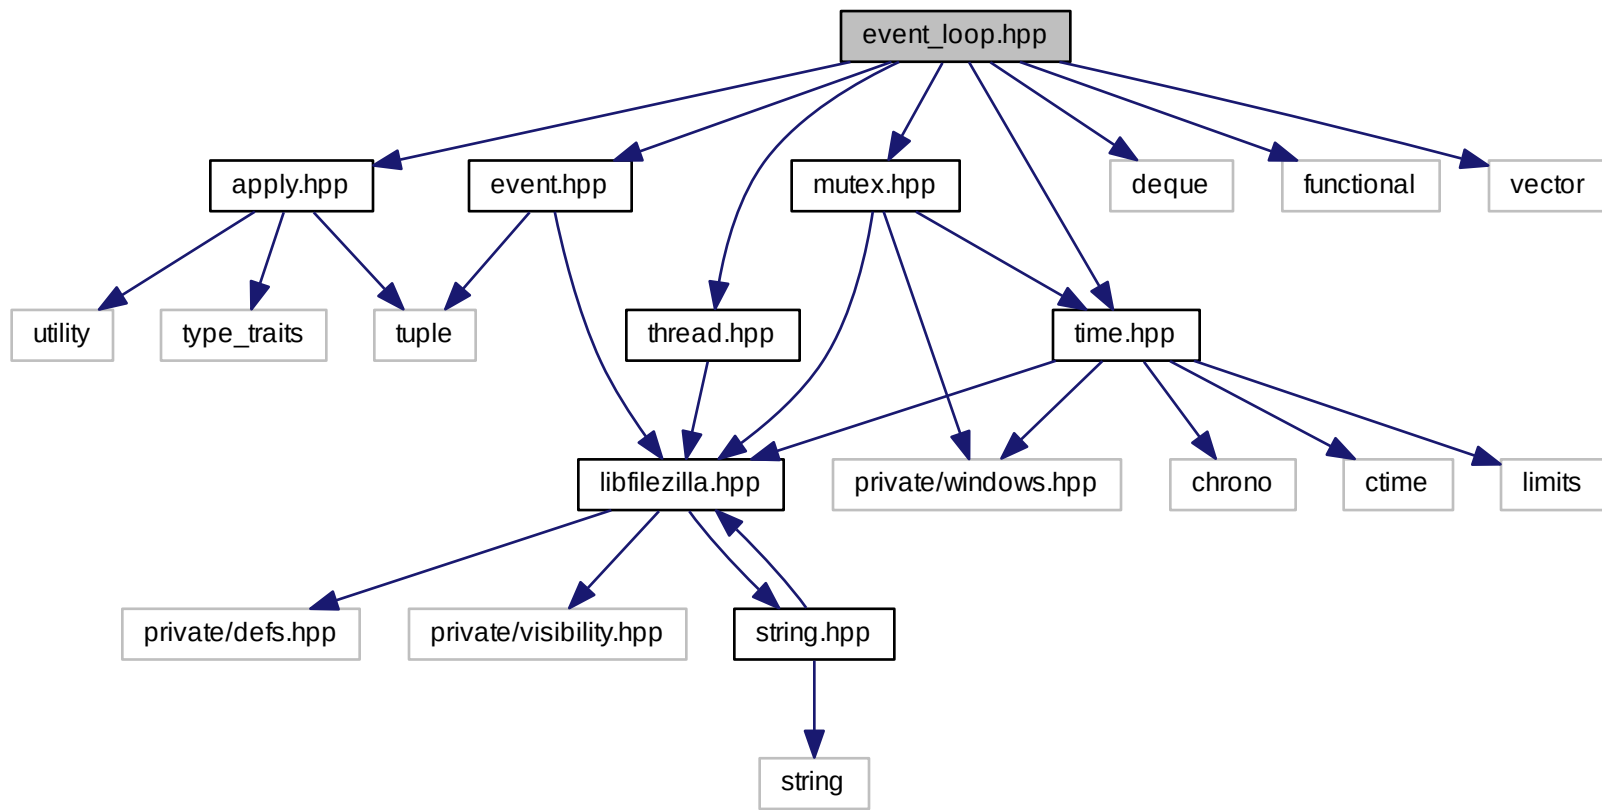 event_loop.hpp
apply.hpp
event.hpp
mutex.hpp
deque
functional
vector
utility
type_traits
tuple
thread.hpp
time.hpp
libfilezilla.hpp
private/windows.hpp
chrono
ctime
limits
private/defs.hpp
private/visibility.hpp
string.hpp
string